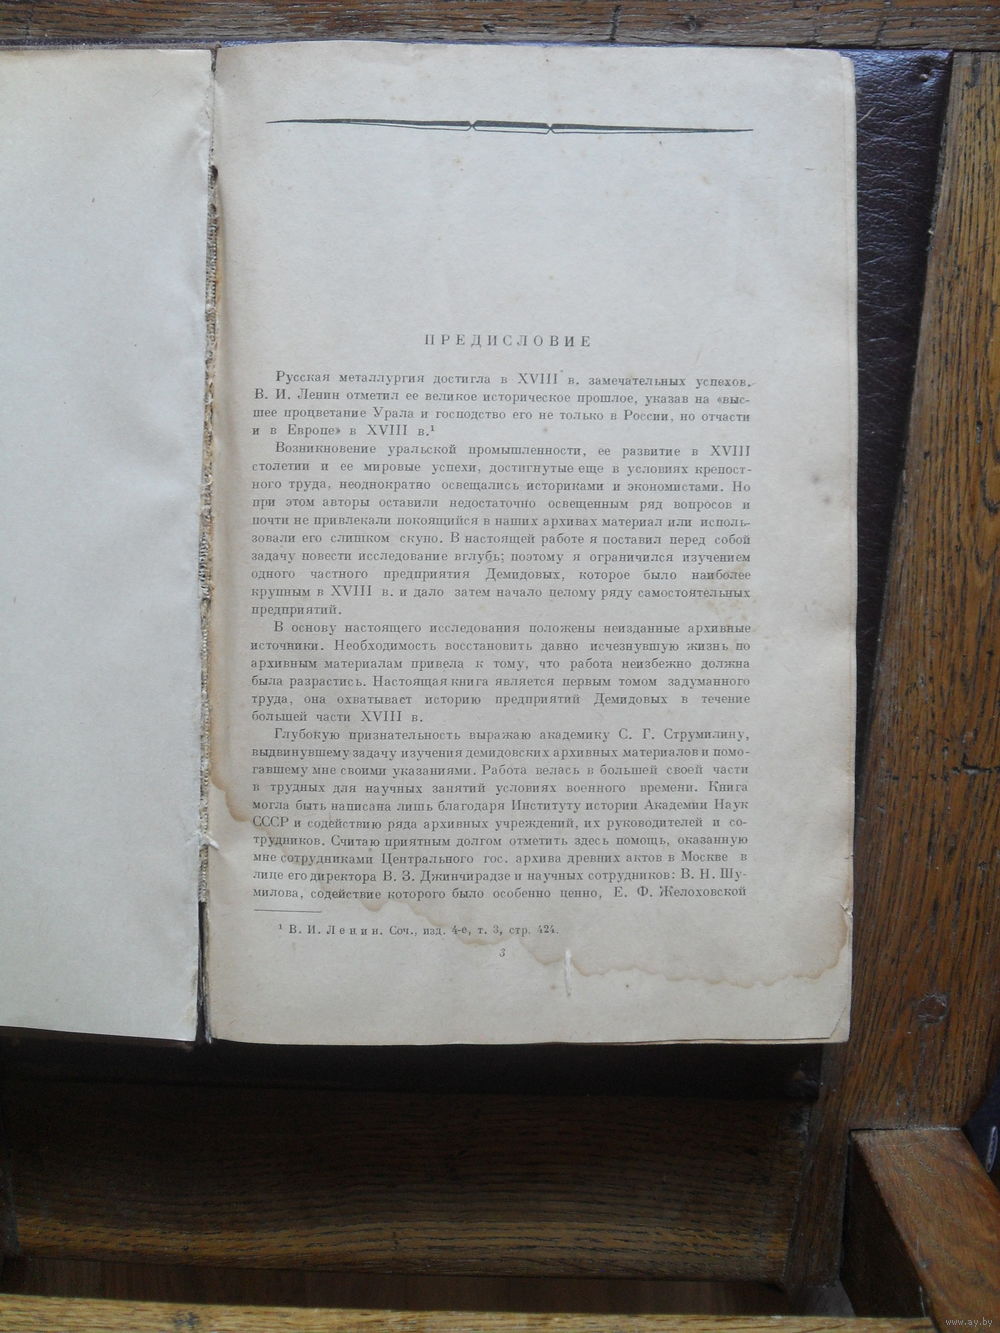 ПРЕДИСЛОВИЕ
Русская металлургия достигла в XVIII в. замечательных успехов.
В. И. Ленин отметил ее великое историческое прошлое, указав на «выс-
шее процветание Урала и господство его не только в России, но отчасти
и в Европе» в XVIII в.¹
Возникновение уральской промышленности, ее развитие в XVIII
столетии и ее мировые успехи, достигнутые еще в условиях крепост-
ного труда, неоднократно освещались историками и экономистами. Но
при этом авторы оставили недостаточно освещенным ряд вопросов и
почти не привлекали покоящийся в наших архивах материал или исполь-
зовали его слишком скупо. В настоящей работе я поставил перед собой
задачу повести исследование вглубь; поэтому я ограничился изучением
одного частного предприятия Демидовых, которое было наиболее
крупным в XVIII в. и дало затем начало целому ряду самостоятельных
предприятий.
В основу настоящего исследования положены неизданные архивные
источники. Необходимость восстановить давно исчезнувшую жизнь по
архивным материалам привела к тому, что работа неизбежно должна
была разрастись. Настоящая книга является первым томом задуманного
труда, она охватывает историю предприятий Демидовых в течение
большей части XVIII в.
Глубокую признательность выражаю академику С. Г. Струмилину,
выдвинувшему задачу изучения демидовских архивных материалов и помо-
гавшему мне своими указаниями. Работа велась в большей своей части
в трудных для научных занятий условиях военного времени. Книга
могла быть написана лишь благодаря Институту истории Академии Наук
СССР и содействию ряда архивных учреждений, их руководителей и со-
трудников. Считаю приятным долгом отметить здесь помощь, оказанную
мне сотрудниками Центрального гос. архива древних актов в Москве в
лице его директора В. З. Джинчирадзе и научных сотрудников: В. Н. Шу-
милова, содействие которого было особенно ценно, Е. Ф. Желоховской
¹ В. И. Ленин. Соч., изд. 4-е, т. 3, стр. 424.
3
www.ay.by